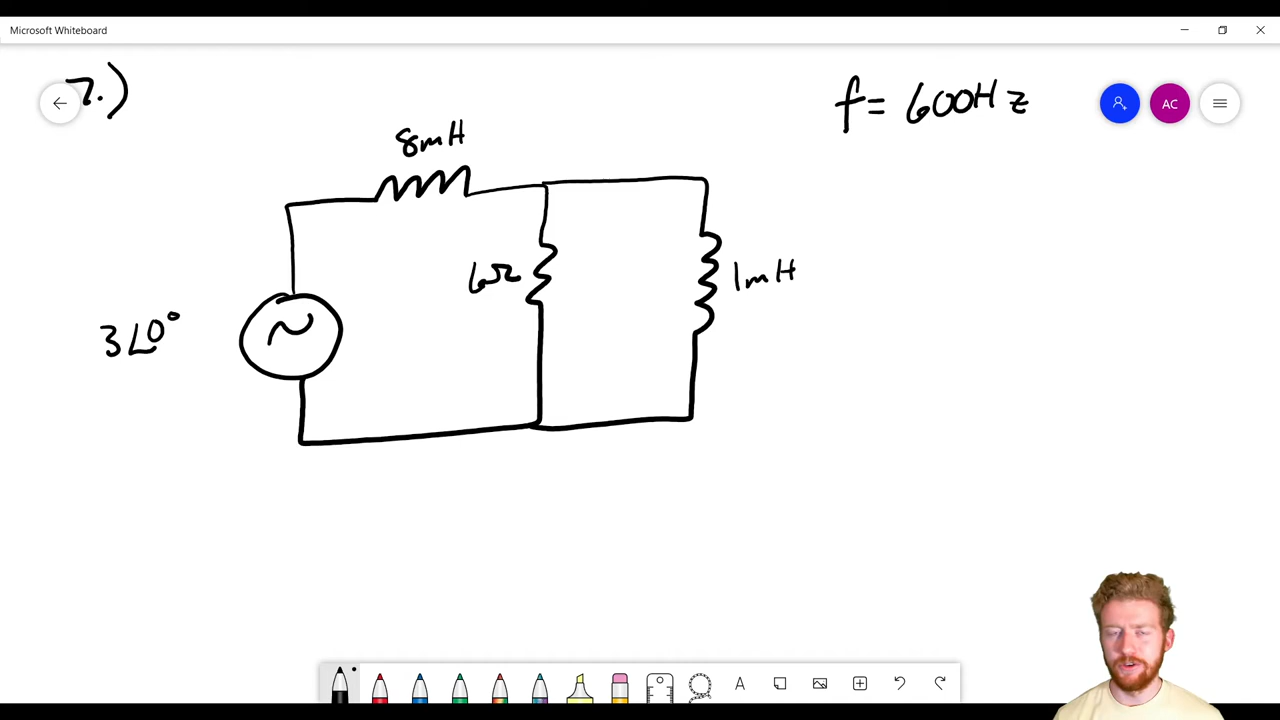 Microsoft Whiteboard
7.)
f = 600Hz
AC
8mH
6Ω
1mH
3∠0°
A